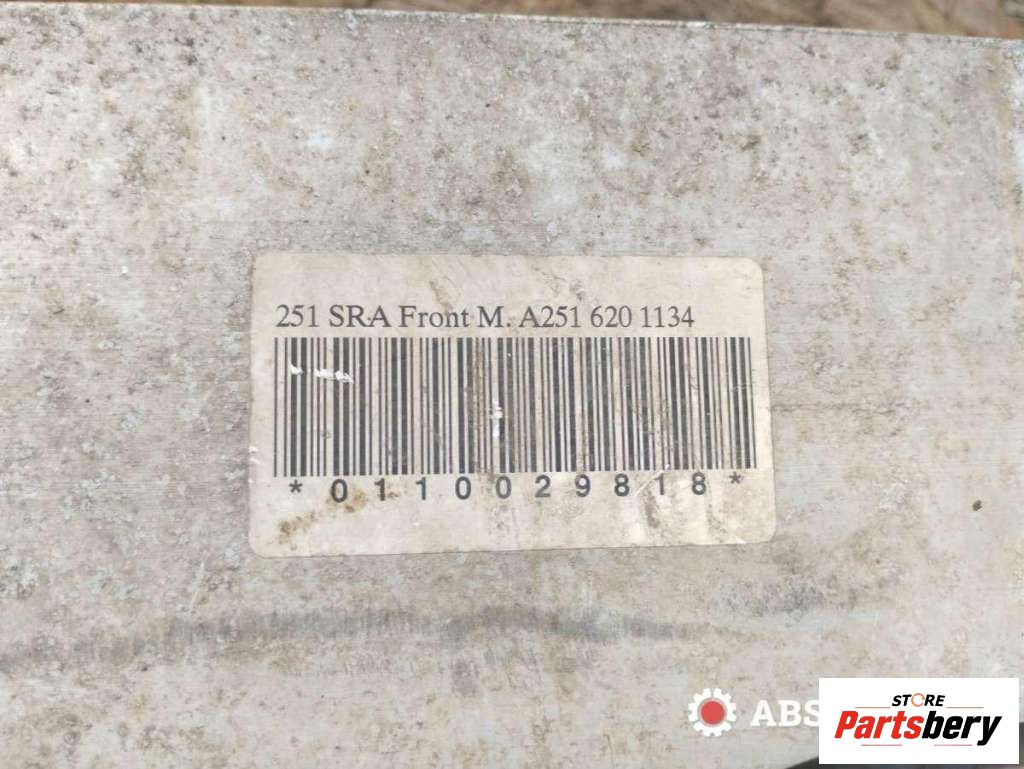 251 SRA Front M. A251 620 1134
*0110029818*
ABS
STORE
Partsbery